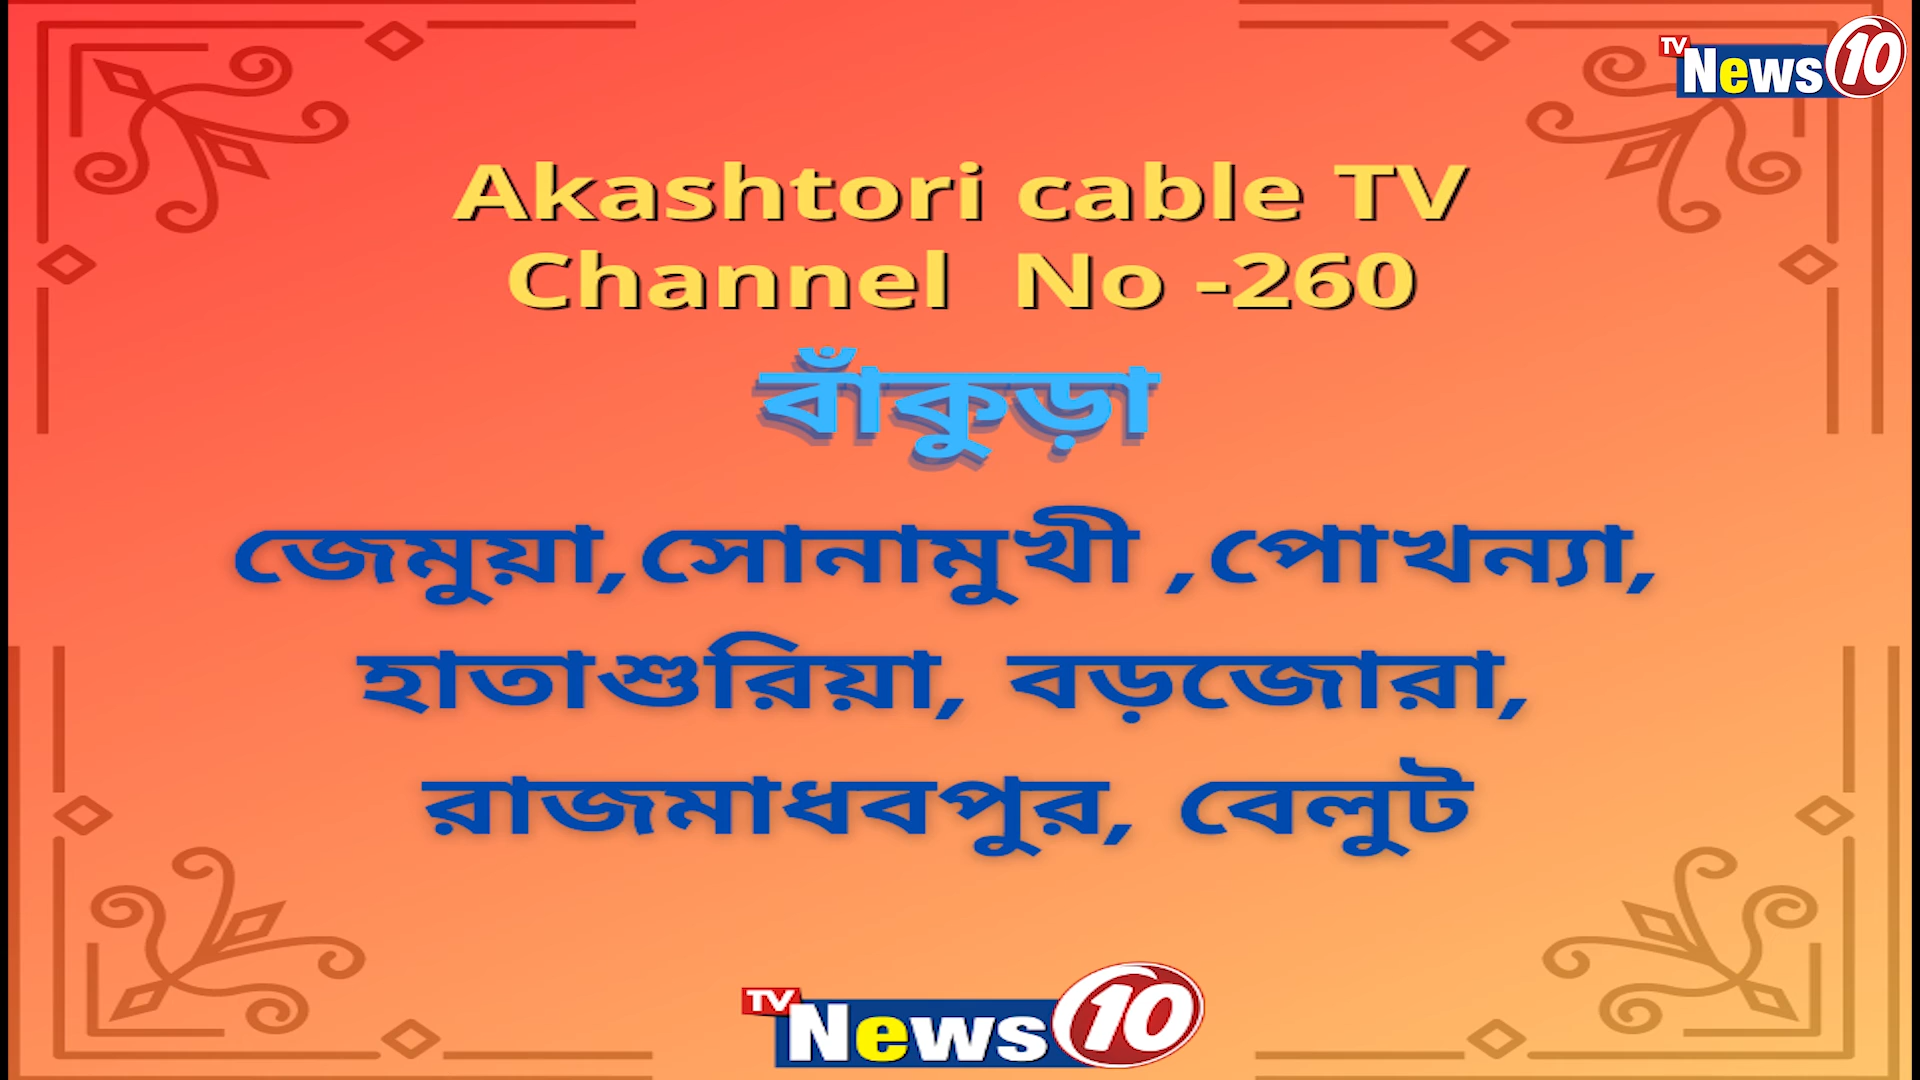 TV News 10
Akashtori cable TV
Channel No -260
বাঁকুড়া
জেমুয়া,সোনামুখী ,পোখন্যা,
হাতাশুরিয়া, বড়জোরা,
রাজমাধবপুর, বেলুট
TV News 10